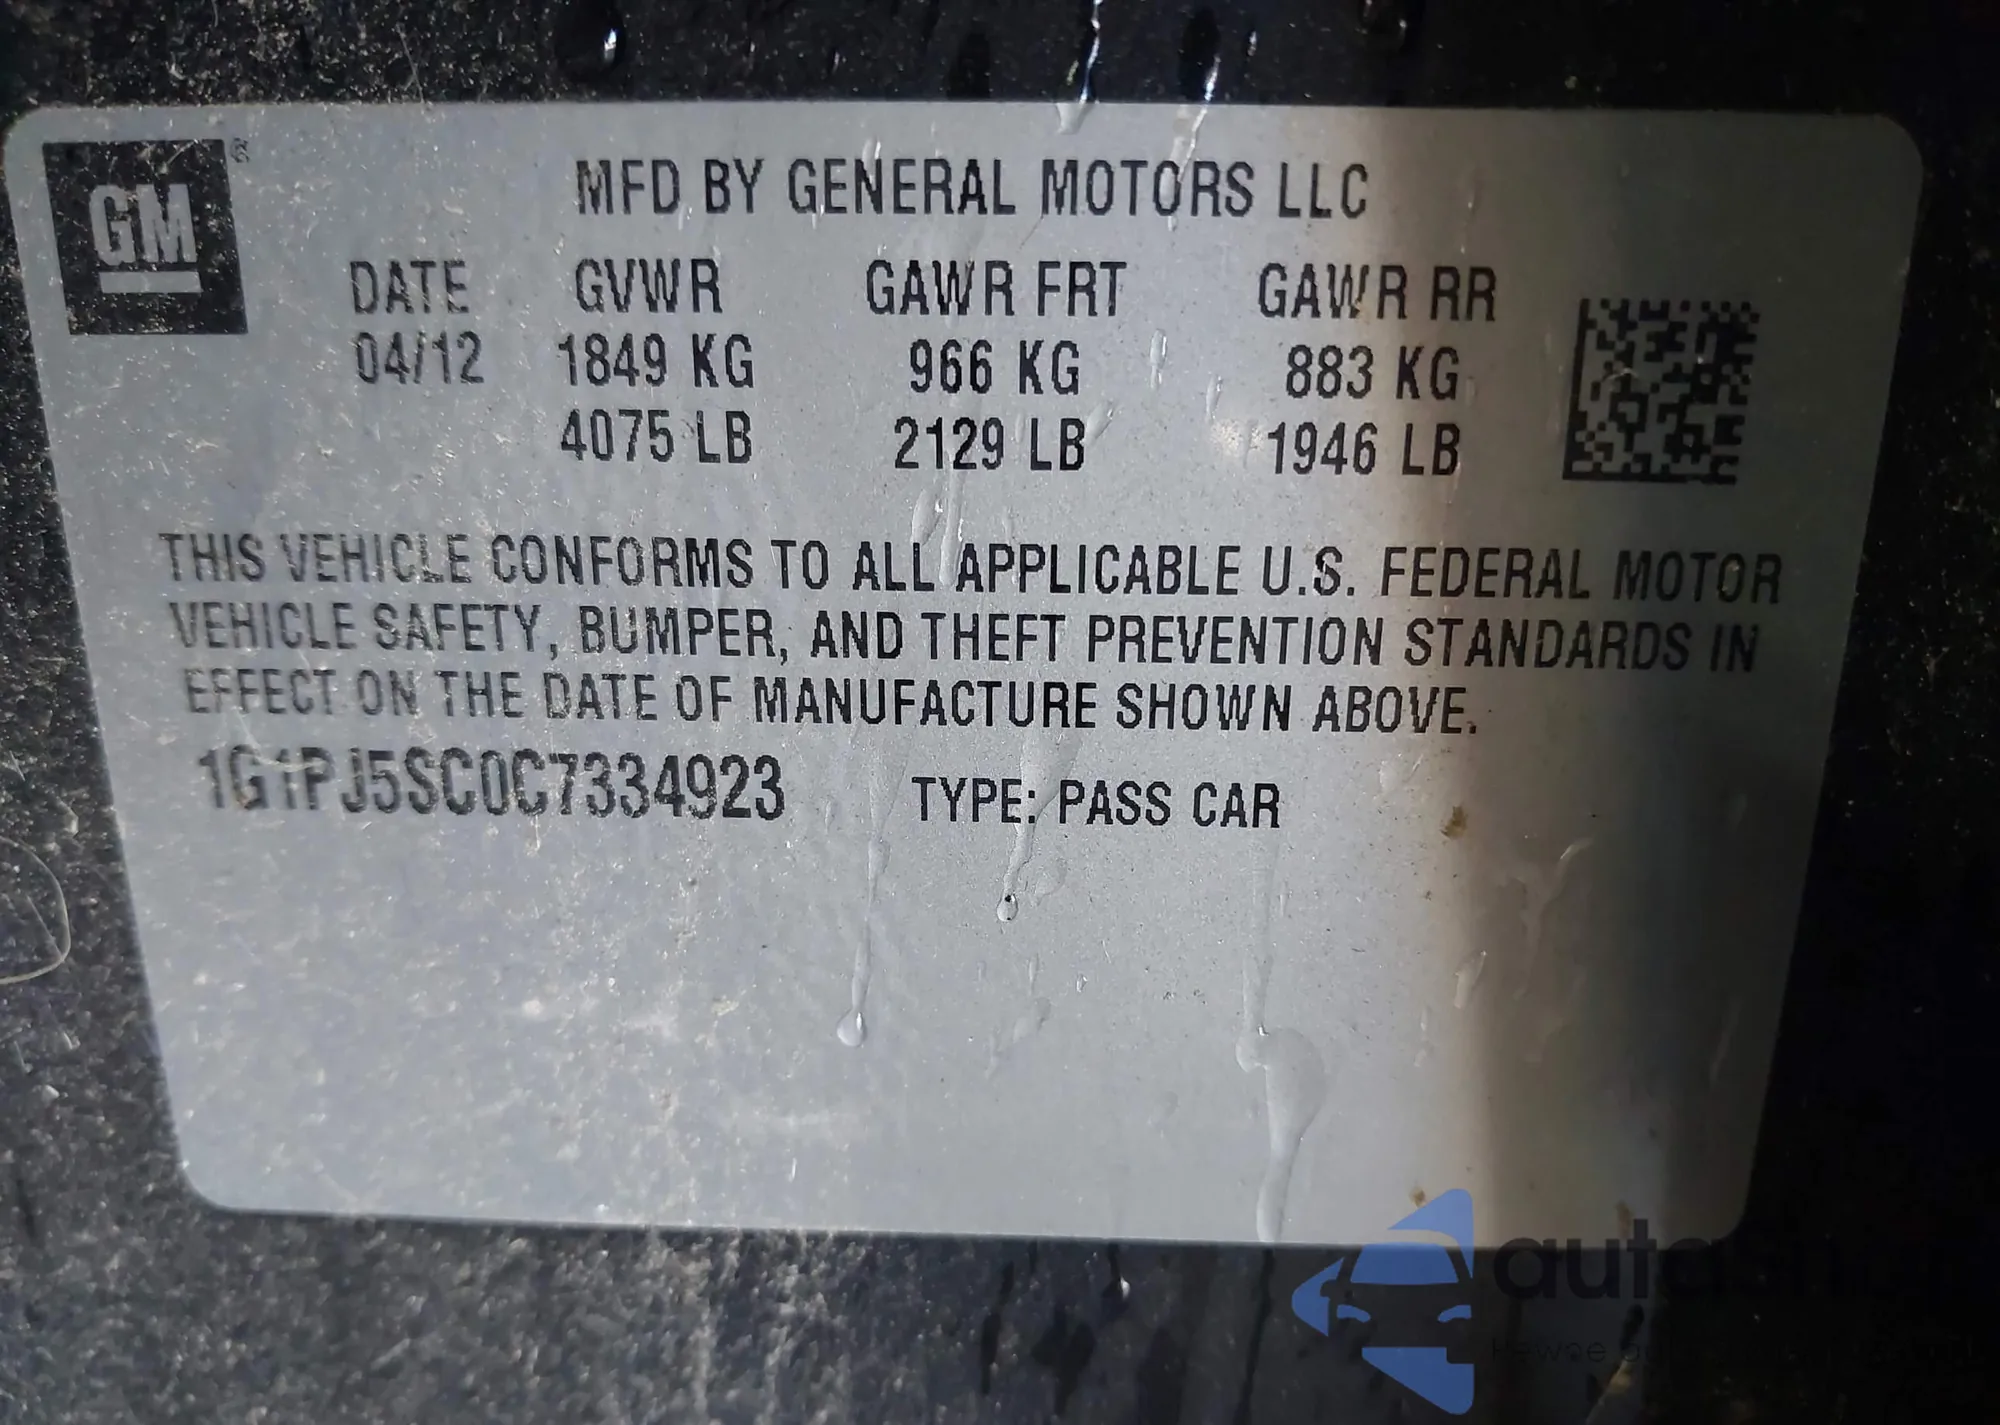 GM
MFD BY GENERAL MOTORS LLC
DATE GVWR GAWR FRT GAWR RR
04/12 1849 KG 966 KG 883 KG
4075 LB 2129 LB 1946 LB
THIS VEHICLE CONFORMS TO ALL APPLICABLE U.S. FEDERAL MOTOR
VEHICLE SAFETY, BUMPER, AND THEFT PREVENTION STANDARDS IN
EFFECT ON THE DATE OF MANUFACTURE SHOWN ABOVE.
1G1PJ5SC0C7334923 TYPE: PASS CAR